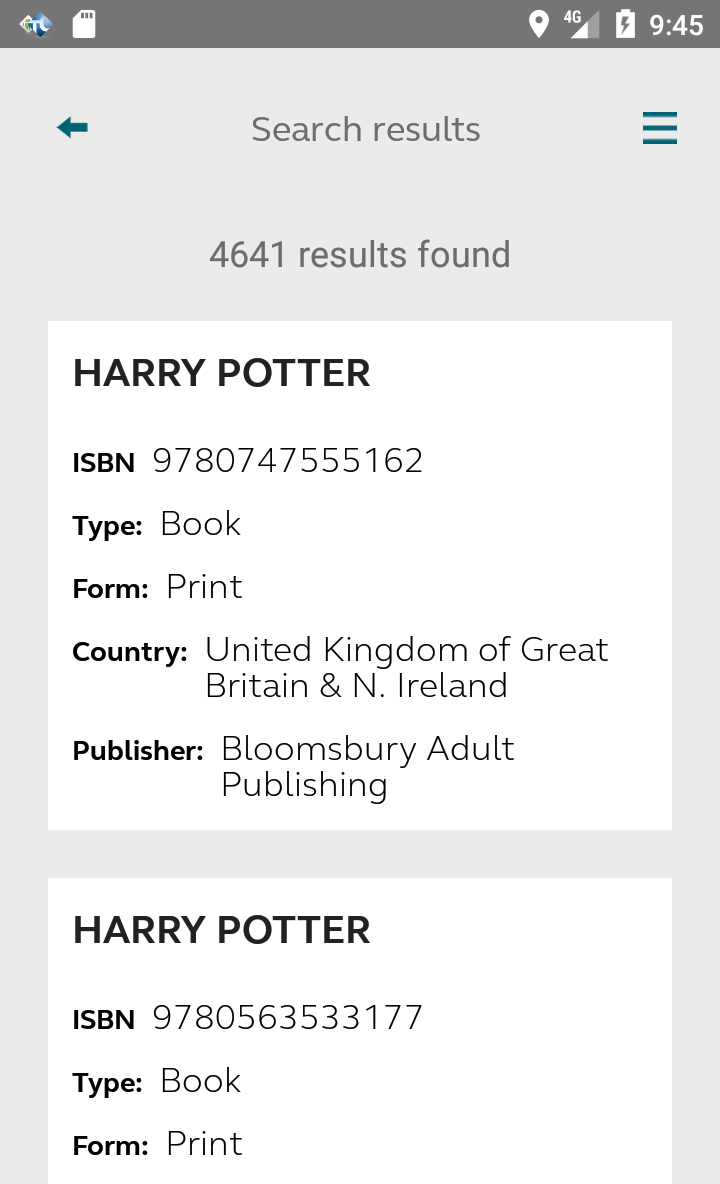 4G 9:45
Search results
4641 results found
HARRY POTTER
ISBN 9780747555162
Type: Book
Form: Print
Country: United Kingdom of Great
Britain & N. Ireland
Publisher: Bloomsbury Adult
Publishing
HARRY POTTER
ISBN 9780563533177
Type: Book
Form: Print